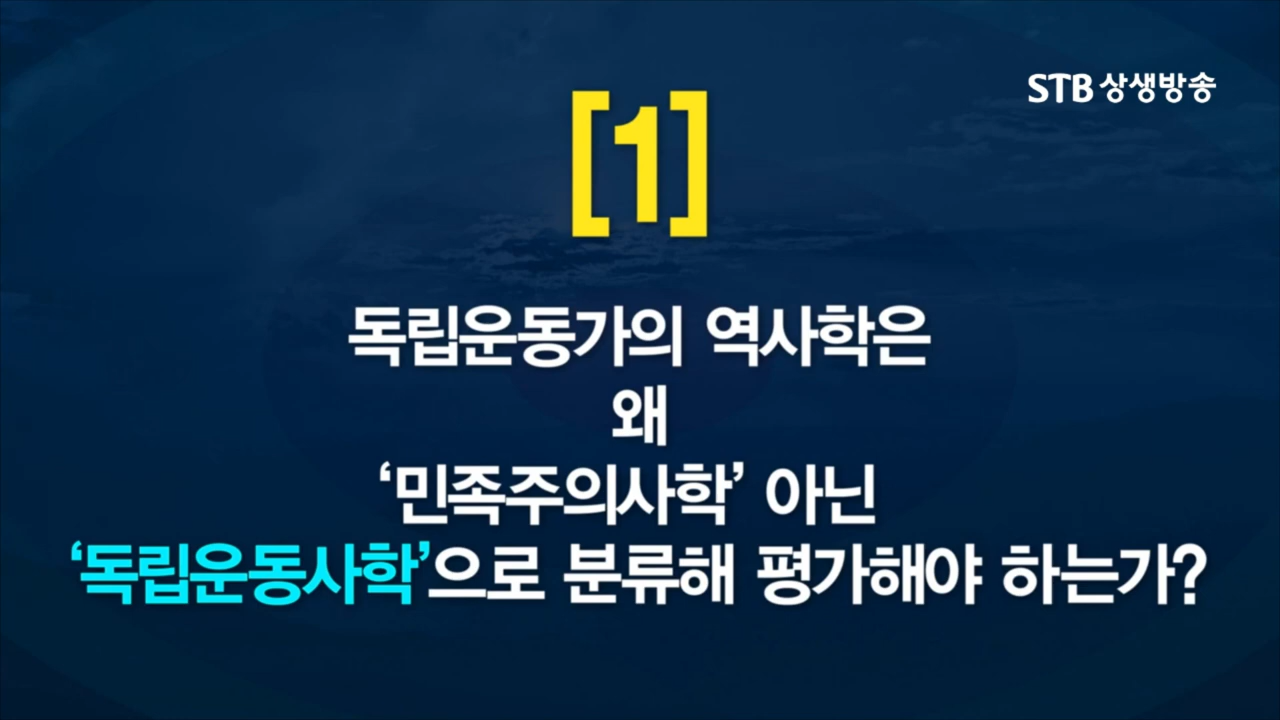 STB 상생방송
[1]
독립운동가의 역사학은
왜
‘민족주의사학’ 아닌
‘독립운동사학’으로 분류해 평가해야 하는가?